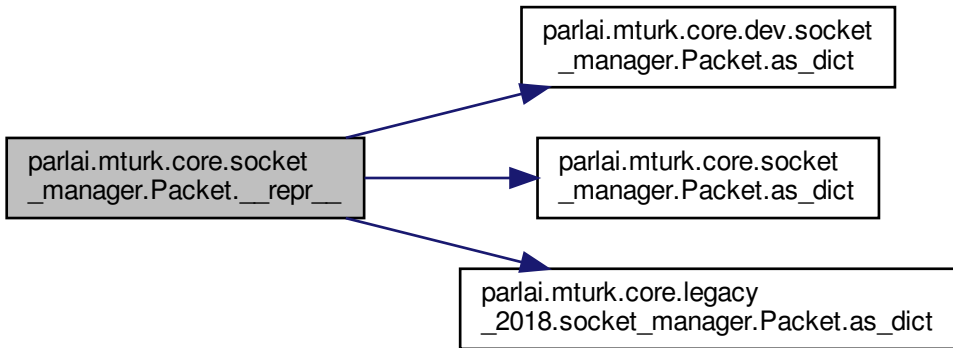 parlai.mturk.core.dev.socket
_manager.Packet.as_dict
parlai.mturk.core.socket
_manager.Packet.__repr__
parlai.mturk.core.socket
_manager.Packet.as_dict
parlai.mturk.core.legacy
_2018.socket_manager.Packet.as_dict